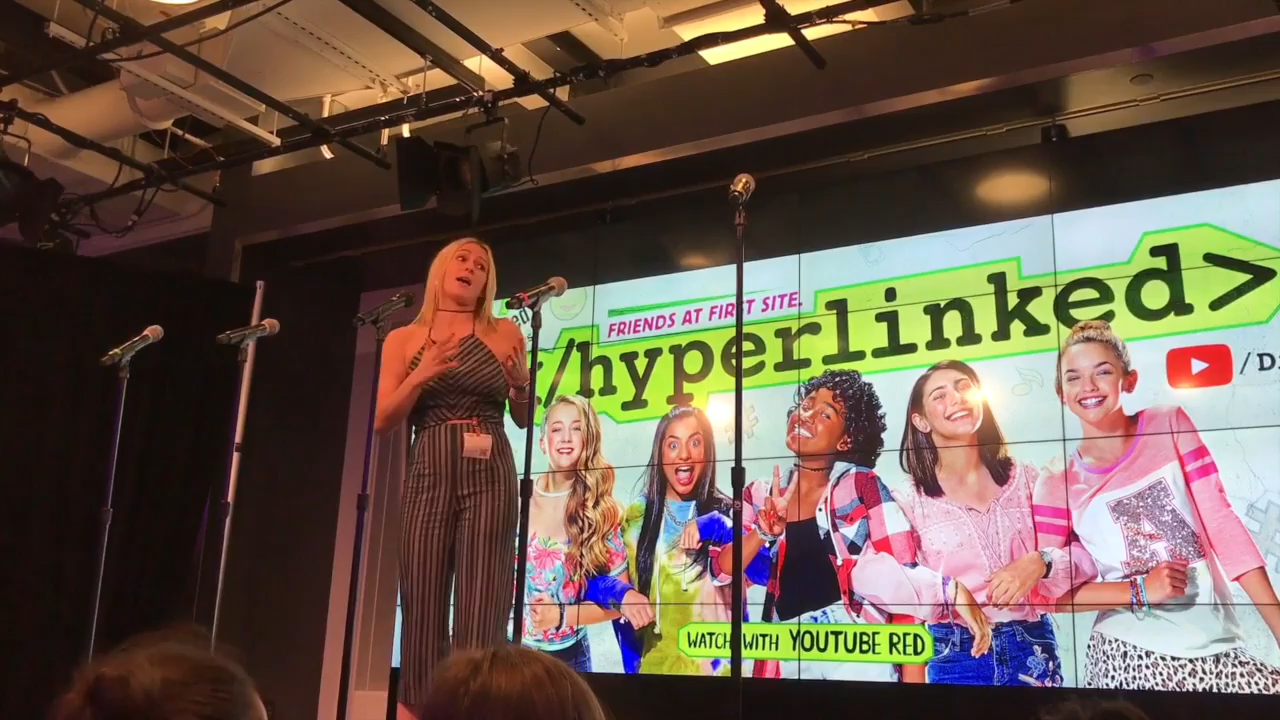 FRIENDS AT FIRST SITE.
/hyperlinked>
/D
A
WATCH WITH YOUTUBE RED